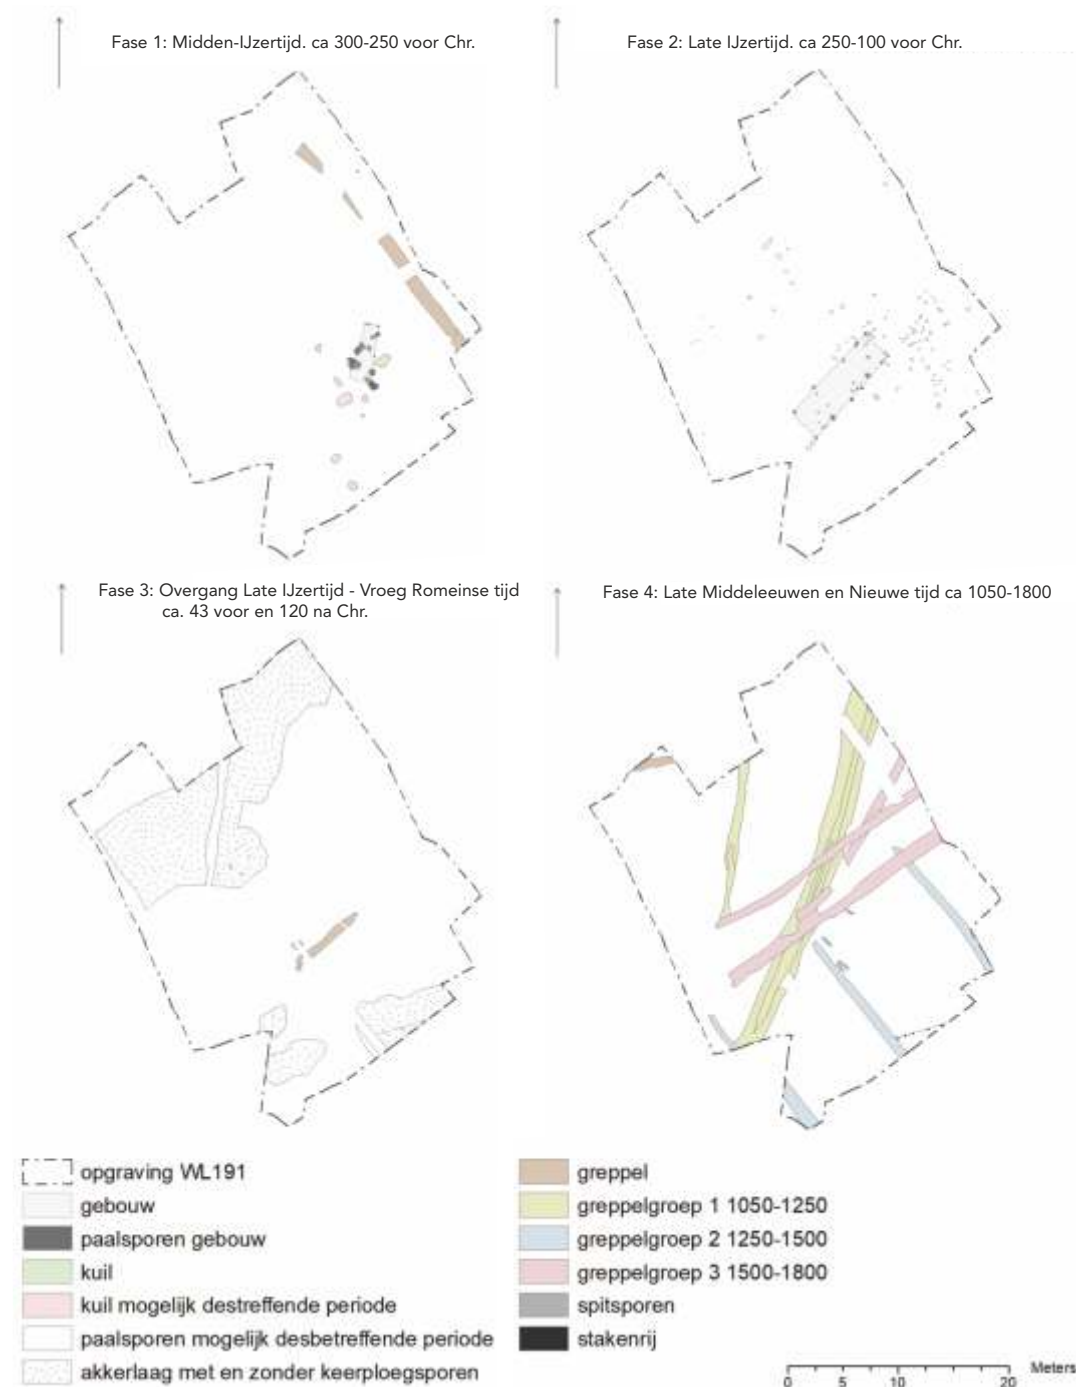 Fase 1: Midden-IJzertijd. ca 300-250 voor Chr.
Fase 2: Late IJzertijd. ca 250-100 voor Chr.
Fase 3: Overgang Late IJzertijd - Vroeg Romeinse tijd
ca. 43 voor en 120 na Chr.
Fase 4: Late Middeleeuwen en Nieuwe tijd ca 1050-1800
opgraving WL191
gebouw
paalsporen gebouw
kuil
kuil mogelijk destreffende periode
paalsporen mogelijk desbetreffende periode
akkerlaag met en zonder keerploegsporen
greppel
greppelgroep 1 1050-1250
greppelgroep 2 1250-1500
greppelgroep 3 1500-1800
spitsporen
stakenrij
Meters
0 5 10 20